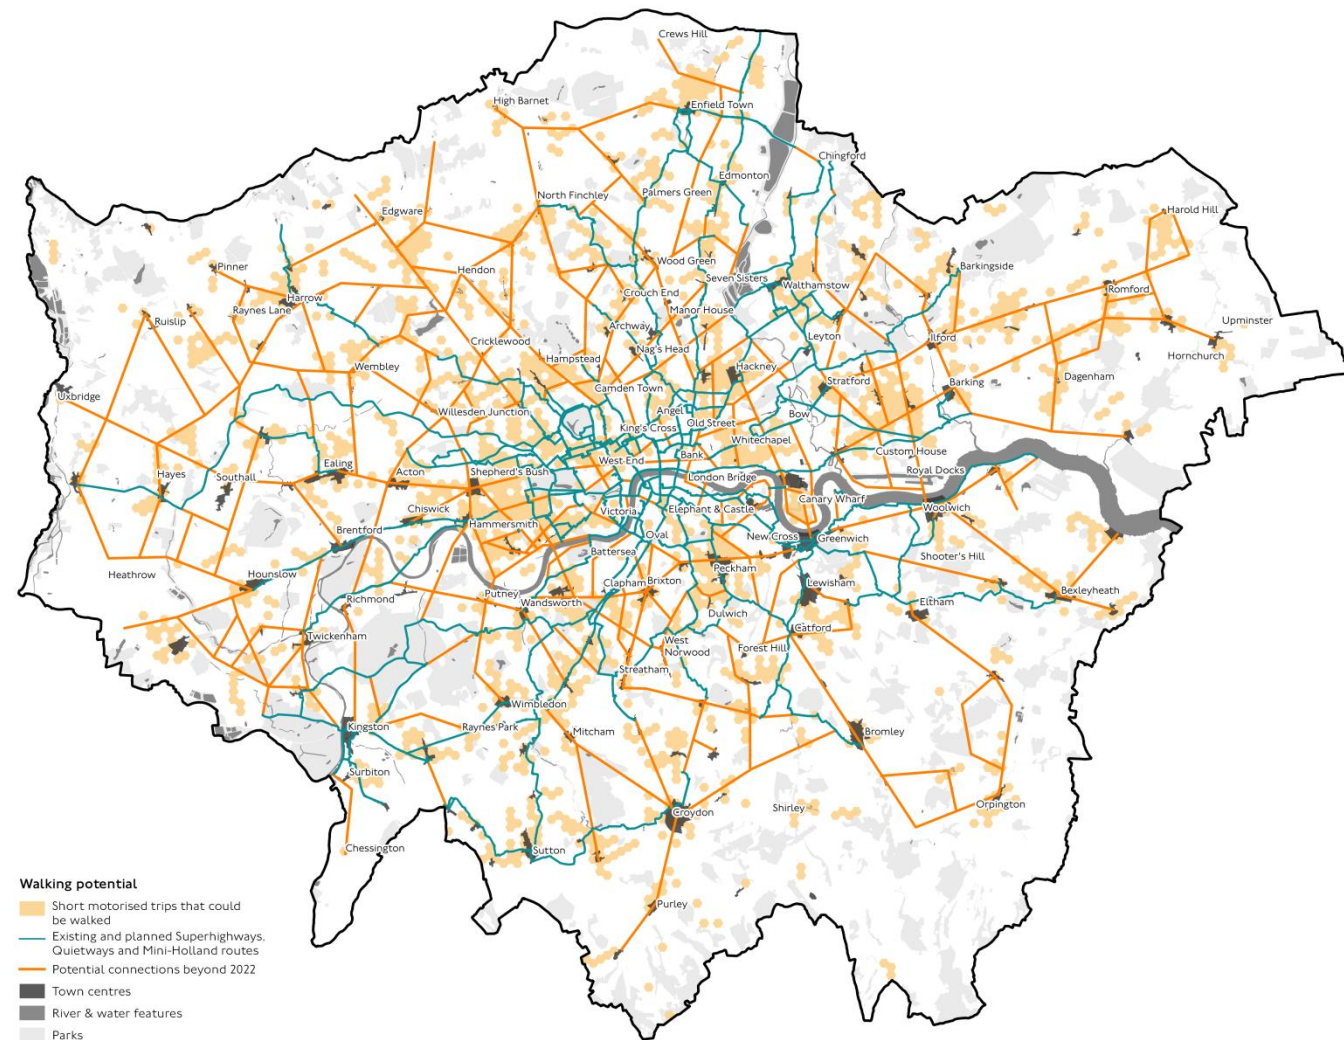 Crews Hill
High Barnet
Enfield Town
Chingford
Edmonton
North Finchley
Palmers Green
Edgware
Harold Hill
Wood Green
Pinner
Hendon
Seven Sisters
Barkingside
Walthamstow
Romford
Harrow
Crouch End
Raynes Lane
Manor House
Ruislip
Archway
Upminster
Leyton
Ilford
Cricklewood
Nag's Head
Hampstead
Hornchurch
Wembley
Hackney
Dagenham
Stratford
Barking
Camden Town
Uxbridge
Willesden Junction
Angel
Bow
King's Cross
Old Street
Whitechapel
Custom House
West End
Bank
Ealing
Acton
Shepherd's Bush
Royal Docks
Hayes
Southall
London Bridge
Canary Wharf
Woolwich
Chiswick
Victoria
Elephant & Castle
Hammersmith
Brentford
Oval
New Cross
Greenwich
Battersea
Shooter's Hill
Peckham
Heathrow
Hounslow
Clapham
Brixton
Lewisham
Bexleyheath
Putney
Richmond
Wandsworth
Dulwich
Eltham
Catford
Twickenham
West
Norwood
Forest Hill
Streatham
Wimbledon
Kingston
Raynes Park
Mitcham
Bromley
Surbiton
Orpington
Croydon
Shirley
Chessington
Sutton
Purley
Walking potential
Short motorised trips that could
be walked
Existing and planned Superhighways,
Quietways and Mini-Holland routes
Potential connections beyond 2022
Town centres
River & water features
Parks